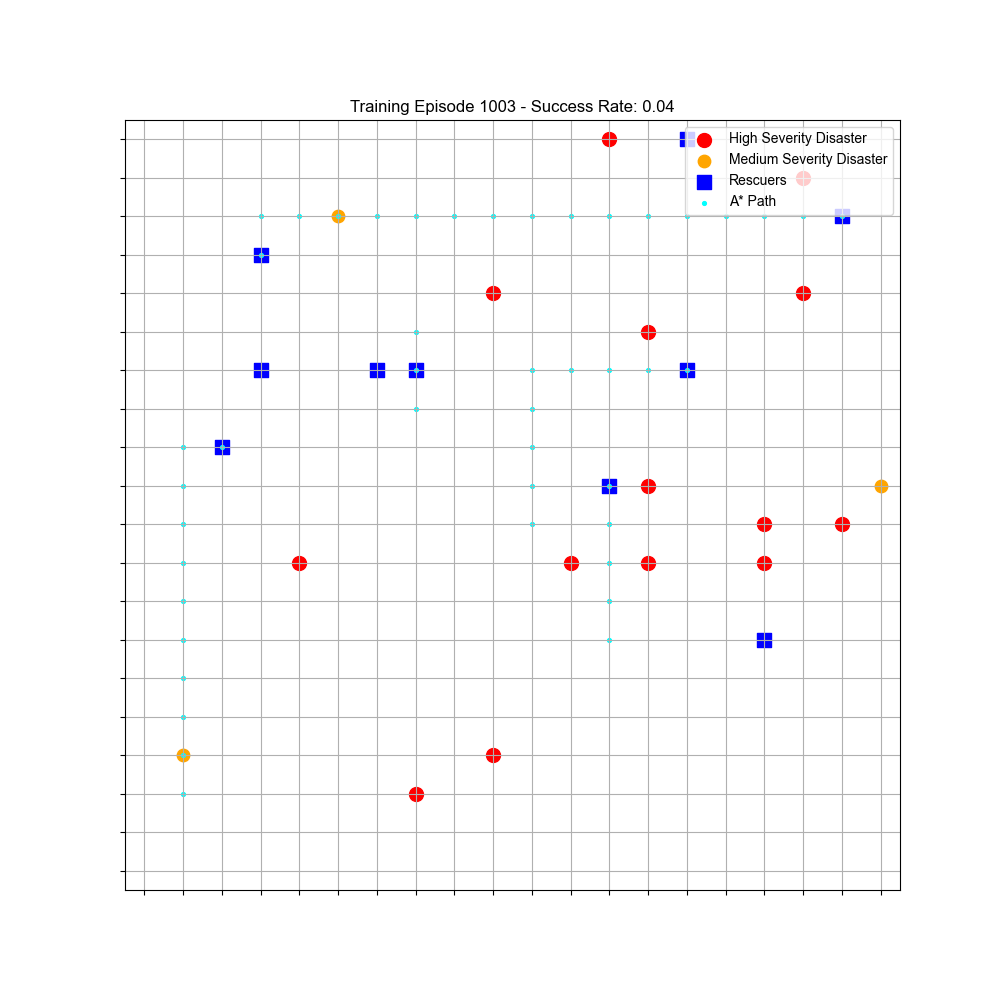 Training Episode 1003 - Success Rate: 0.04
High Severity Disaster
Medium Severity Disaster
Rescuers
A* Path